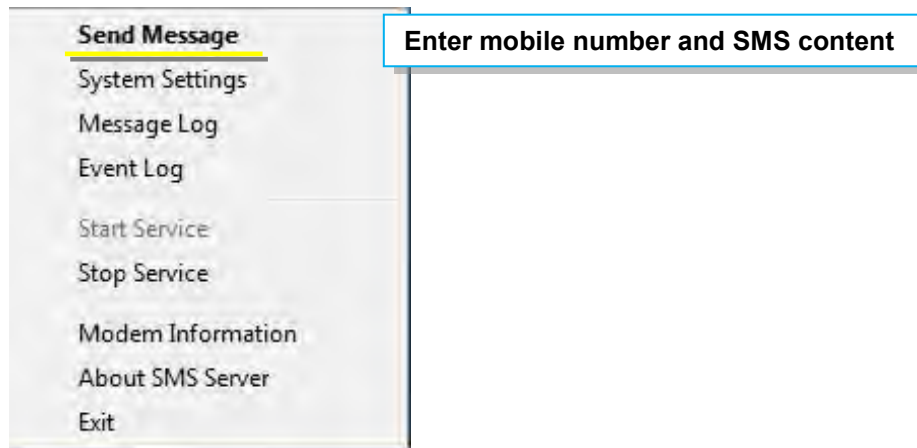 Send Message
Enter mobile number and SMS content
System Settings
Message Log
Event Log
Start Service
Stop Service
Modem Information
About SMS Server
Exit